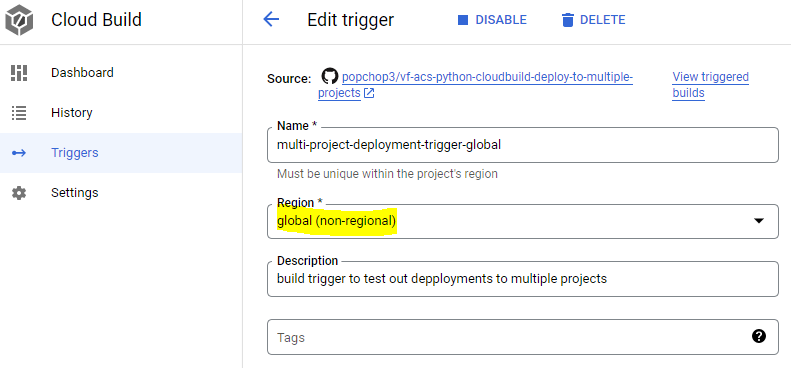 Cloud Build
Edit trigger
DISABLE
DELETE
Dashboard
History
Triggers
Settings
Source: popchop3/vf-acs-python-cloudbuild-deploy-to-multiple-
projects
View triggered
builds
Name *
multi-project-deployment-trigger-global
Must be unique within the project's region
Region *
global (non-regional)
Description
build trigger to test out depployments to multiple projects
Tags
?